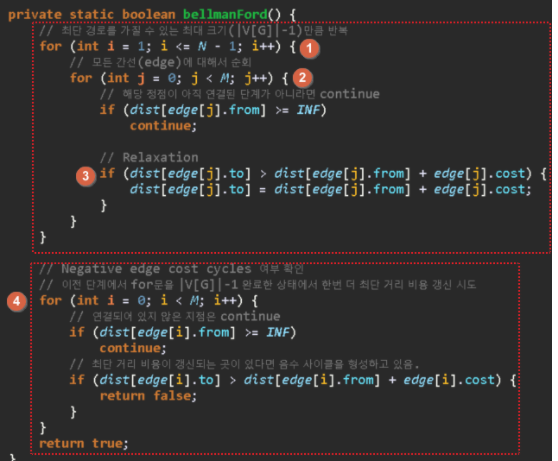 private static boolean bellmanFord() {
// 최단 경로를 가질 수 있는 최대 크기(|V[G]|-1)만큼 반복
for (int i = 1; i <= N - 1; i++) { 1
// 모든 간선(edge)에 대해서 순회
for (int j = 0; j < M; j++) { 2
// 해당 정점이 아직 연결된 단계가 아니라면 continue
if (dist[edge[j].from] >= INF)
continue;
// Relaxation
3 if (dist[edge[j].to] > dist[edge[j].from] + edge[j].cost) {
dist[edge[j].to] = dist[edge[j].from] + edge[j].cost;
}
}
}
// Negative edge cost cycles 여부 확인
// 이전 단계에서 for문을 |V[G]|-1 완료한 상태에서 한번 더 최단 거리 비용 갱신 시도
4 for (int i = 0; i < M; i++) {
// 연결되어 있지 않은 지점은 continue
if (dist[edge[i].from] >= INF)
continue;
// 최단 거리 비용이 갱신되는 곳이 있다면 음수 사이클을 형성하고 있음.
if (dist[edge[i].to] > dist[edge[i].from] + edge[i].cost) {
return false;
}
}
return true;
}